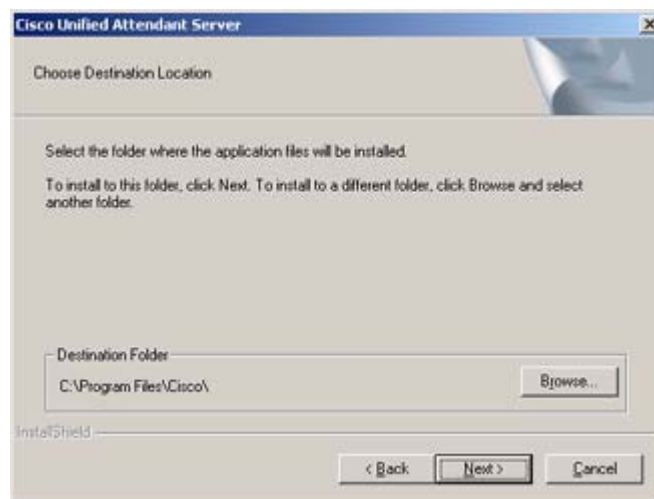 Cisco Unified Attendant Server
Choose Destination Location
Select the folder where the application files will be installed.
To install to this folder, click Next. To install to a different folder, click Browse and select
another folder.
Destination Folder
C:\Program Files\Cisco\
Browse...
InstallShield
< Back
Next >
Cancel